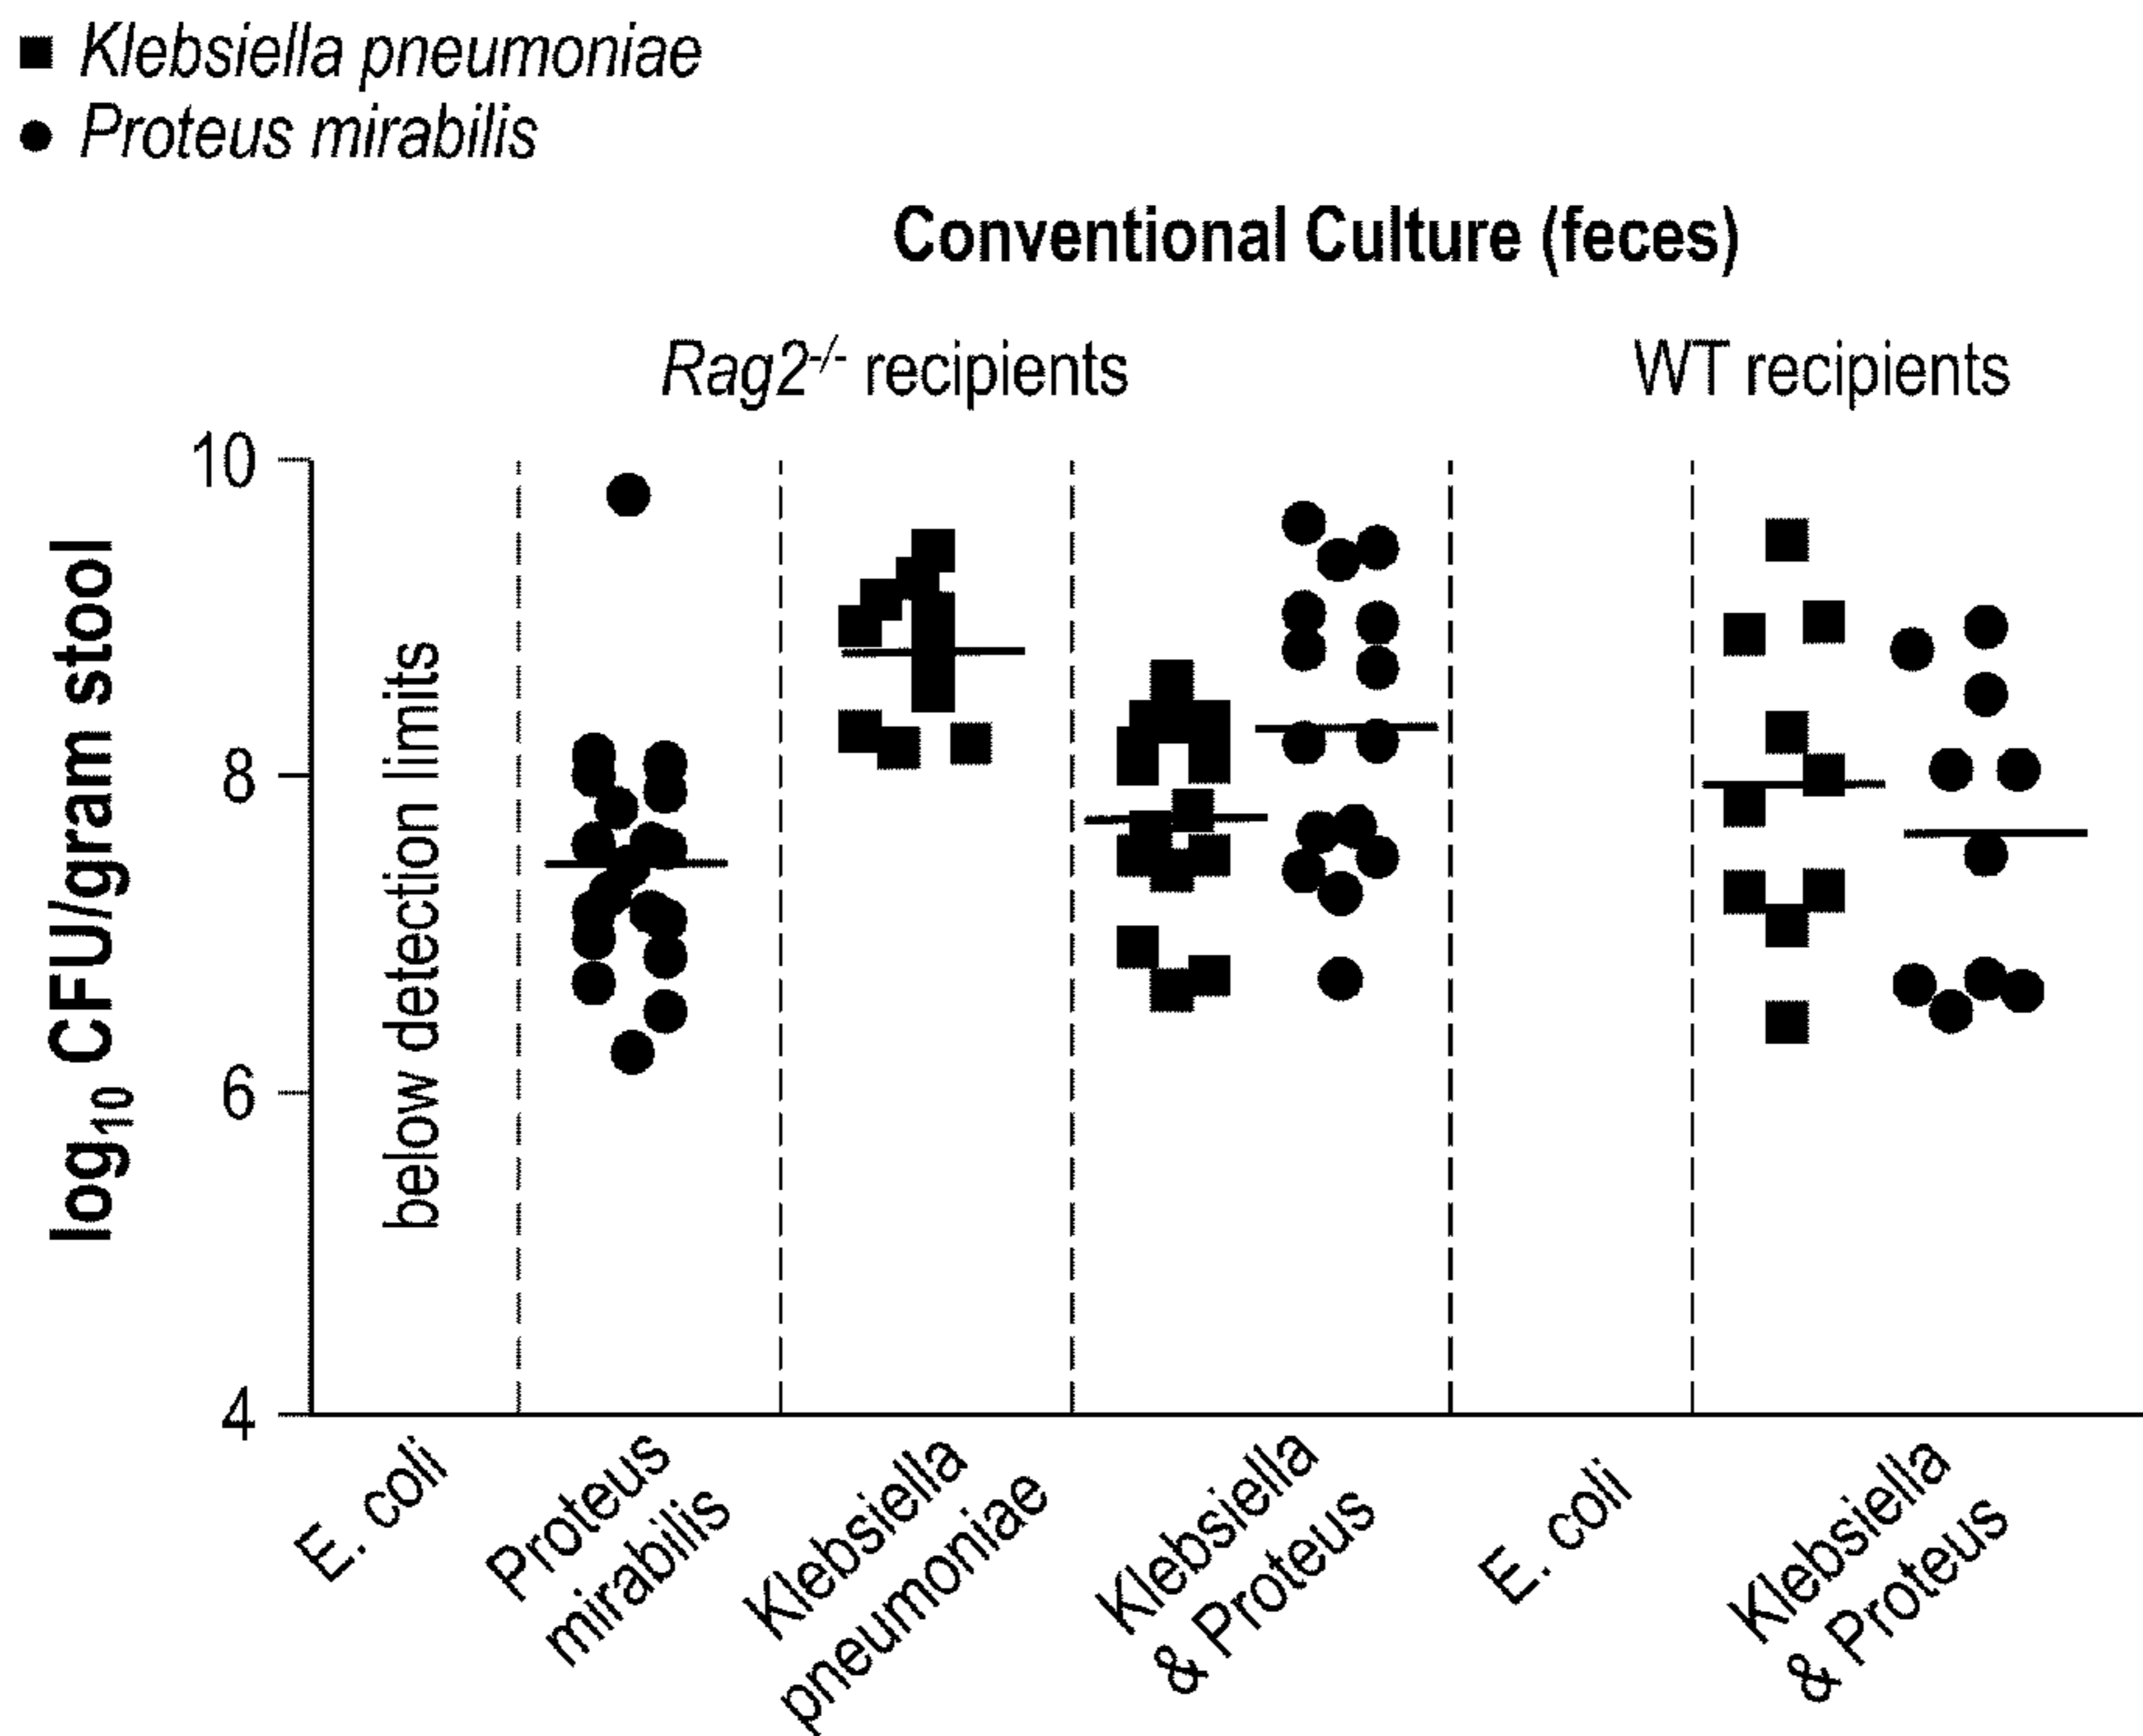 Klebsiella pneumoniae
Proteus mirabilis
Conventional Culture (feces)
Rag2-/- recipients
WT recipients
log10 CFU/gram stool
10
8
6
4
below detection limits
E. coli
Proteus
mirabilis
Klebsiella
pneumoniae
Klebsiella
& Proteus
E. coli
Klebsiella
& Proteus